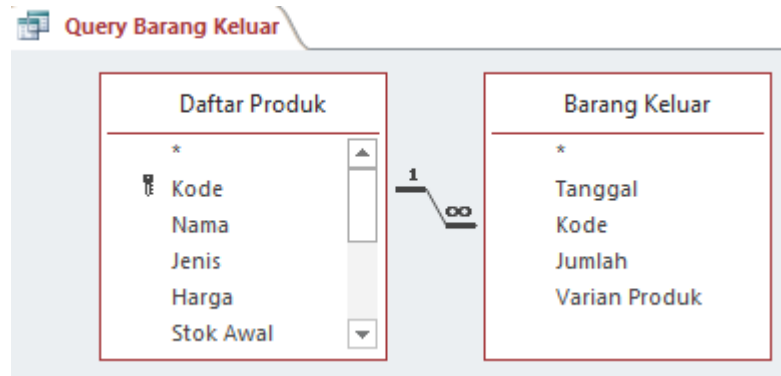 Query Barang Keluar
Daftar Produk
*
Kode
Nama
Jenis
Harga
Stok Awal
1
∞
Barang Keluar
*
Tanggal
Kode
Jumlah
Varian Produk